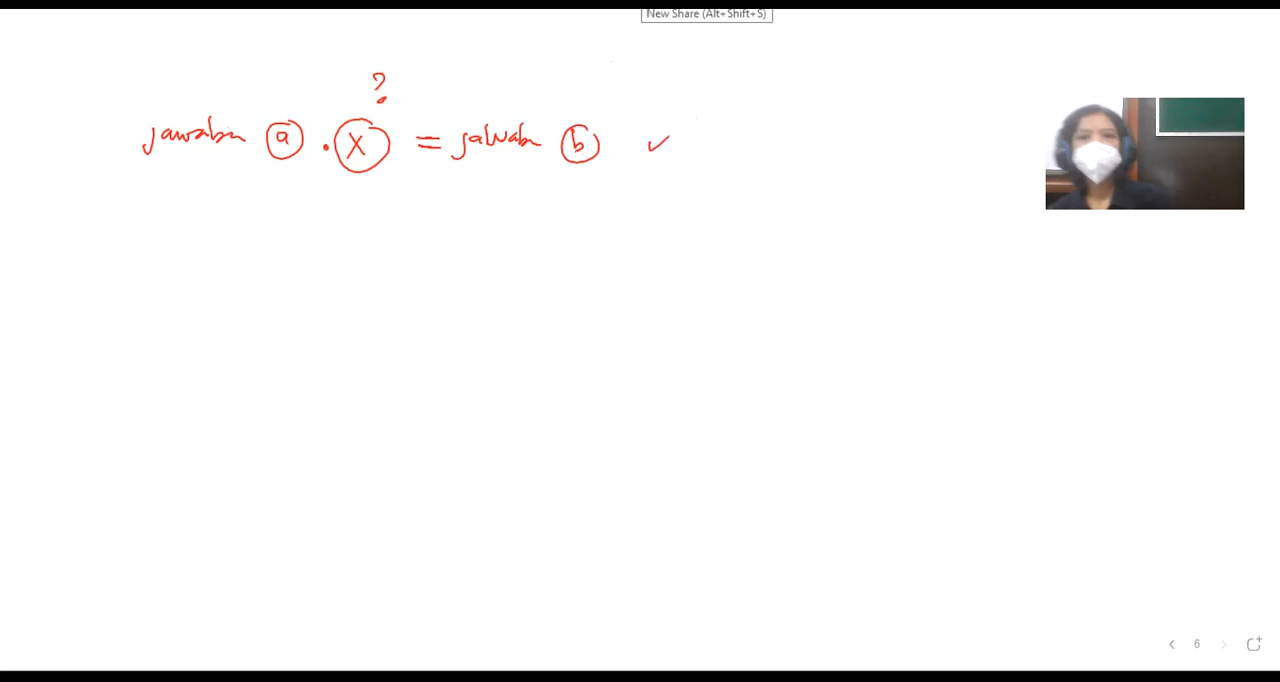 New Share (Alt+Shift+S)
?
jawaban a . X = jawaban b ✓
6